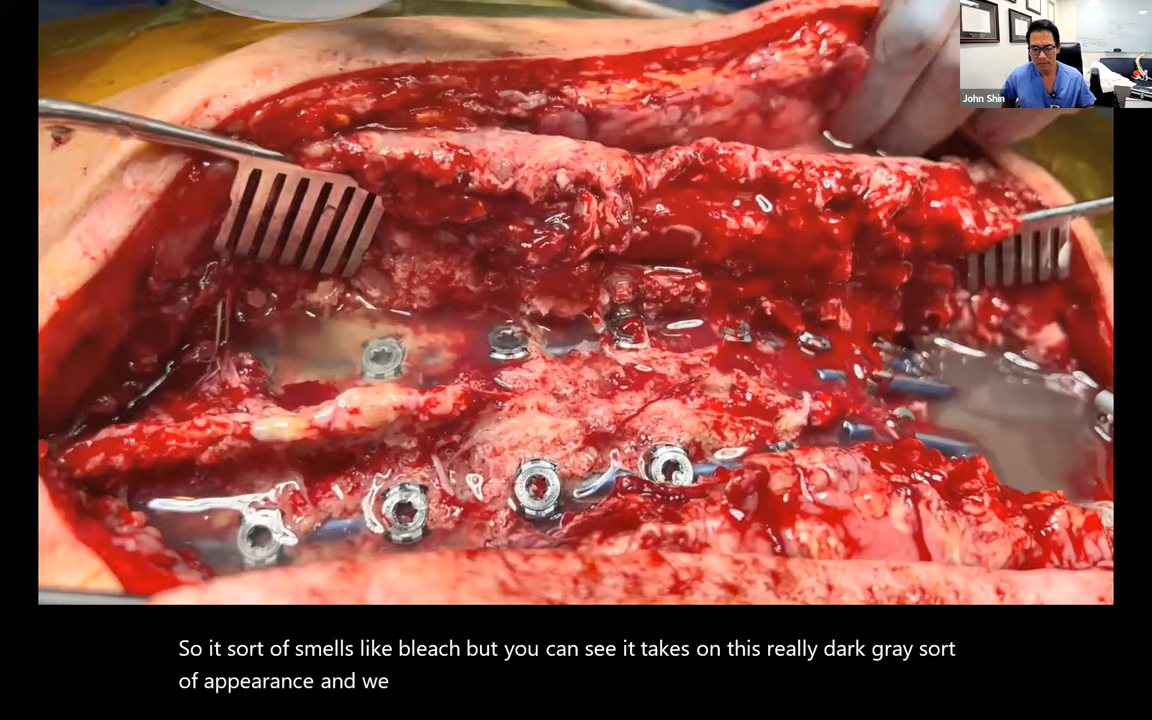 John Shin
So it sort of smells like bleach but you can see it takes on this really dark gray sort
of appearance and we